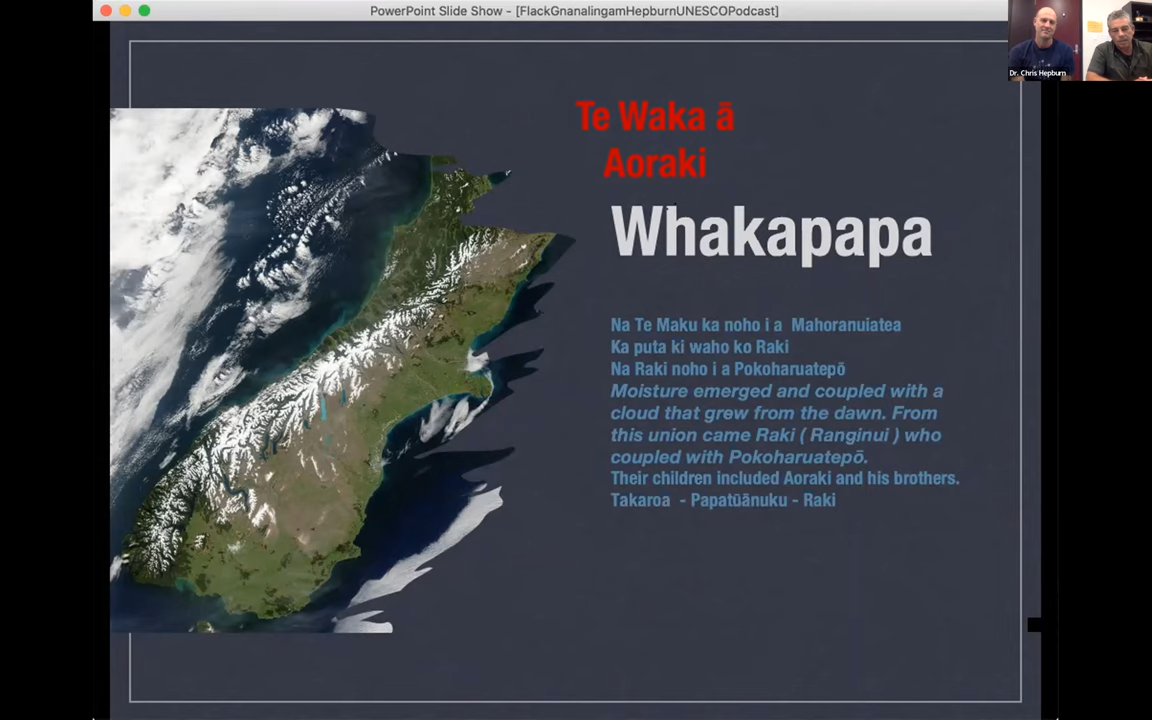 PowerPoint Slide Show - [FlackGnanalingamHepburnUNESCOPodcast]
Dr. Chris Hepburn
Te Waka ā
Aoraki
Whakapapa
Na Te Maku ka noho i a Mahoranuiatea
Ka puta ki waho ko Raki
Na Raki noho i a Pokoharuatepō
Moisture emerged and coupled with a
cloud that grew from the dawn. From
this union came Raki ( Ranginui ) who
coupled with Pokoharuatepō.
Their children included Aoraki and his brothers.
Takaroa - Papatūānuku - Raki